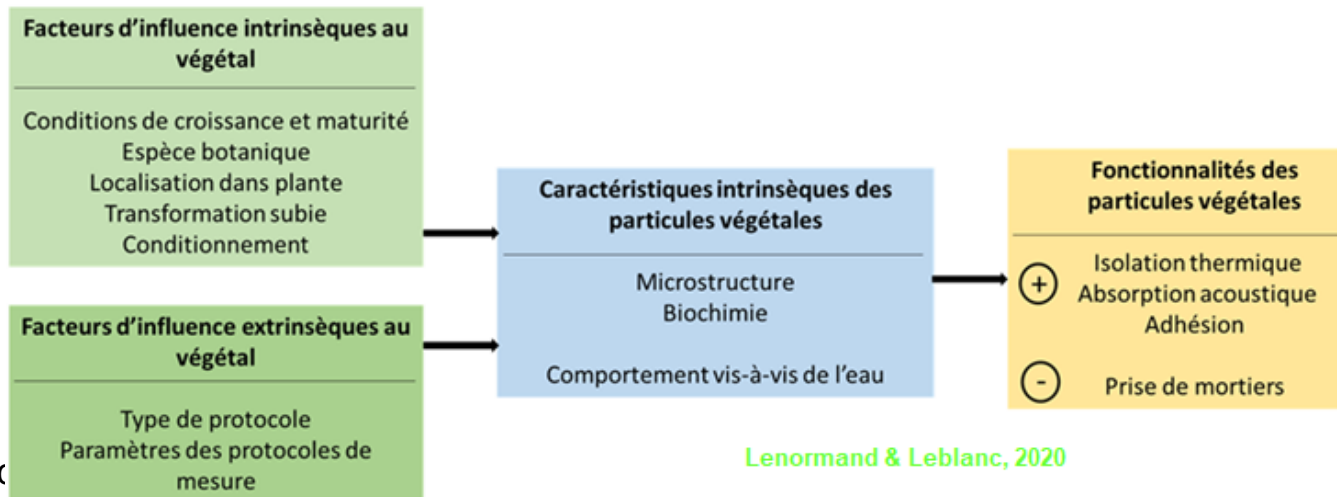 Facteurs d'influence intrinsèques au
végétal
Conditions de croissance et maturité
Espèce botanique
Localisation dans plante
Transformation subie
Conditionnement
Facteurs d'influence extrinsèques au
végétal
Type de protocole
Paramètres des protocoles de
mesure
Caractéristiques intrinsèques des
particules végétales
Microstructure
Biochimie
Comportement vis-à-vis de l'eau
Fonctionnalités des
particules végétales
+
Isolation thermique
Absorption acoustique
Adhésion
-
Prise de mortiers
Lenormand & Leblanc, 2020